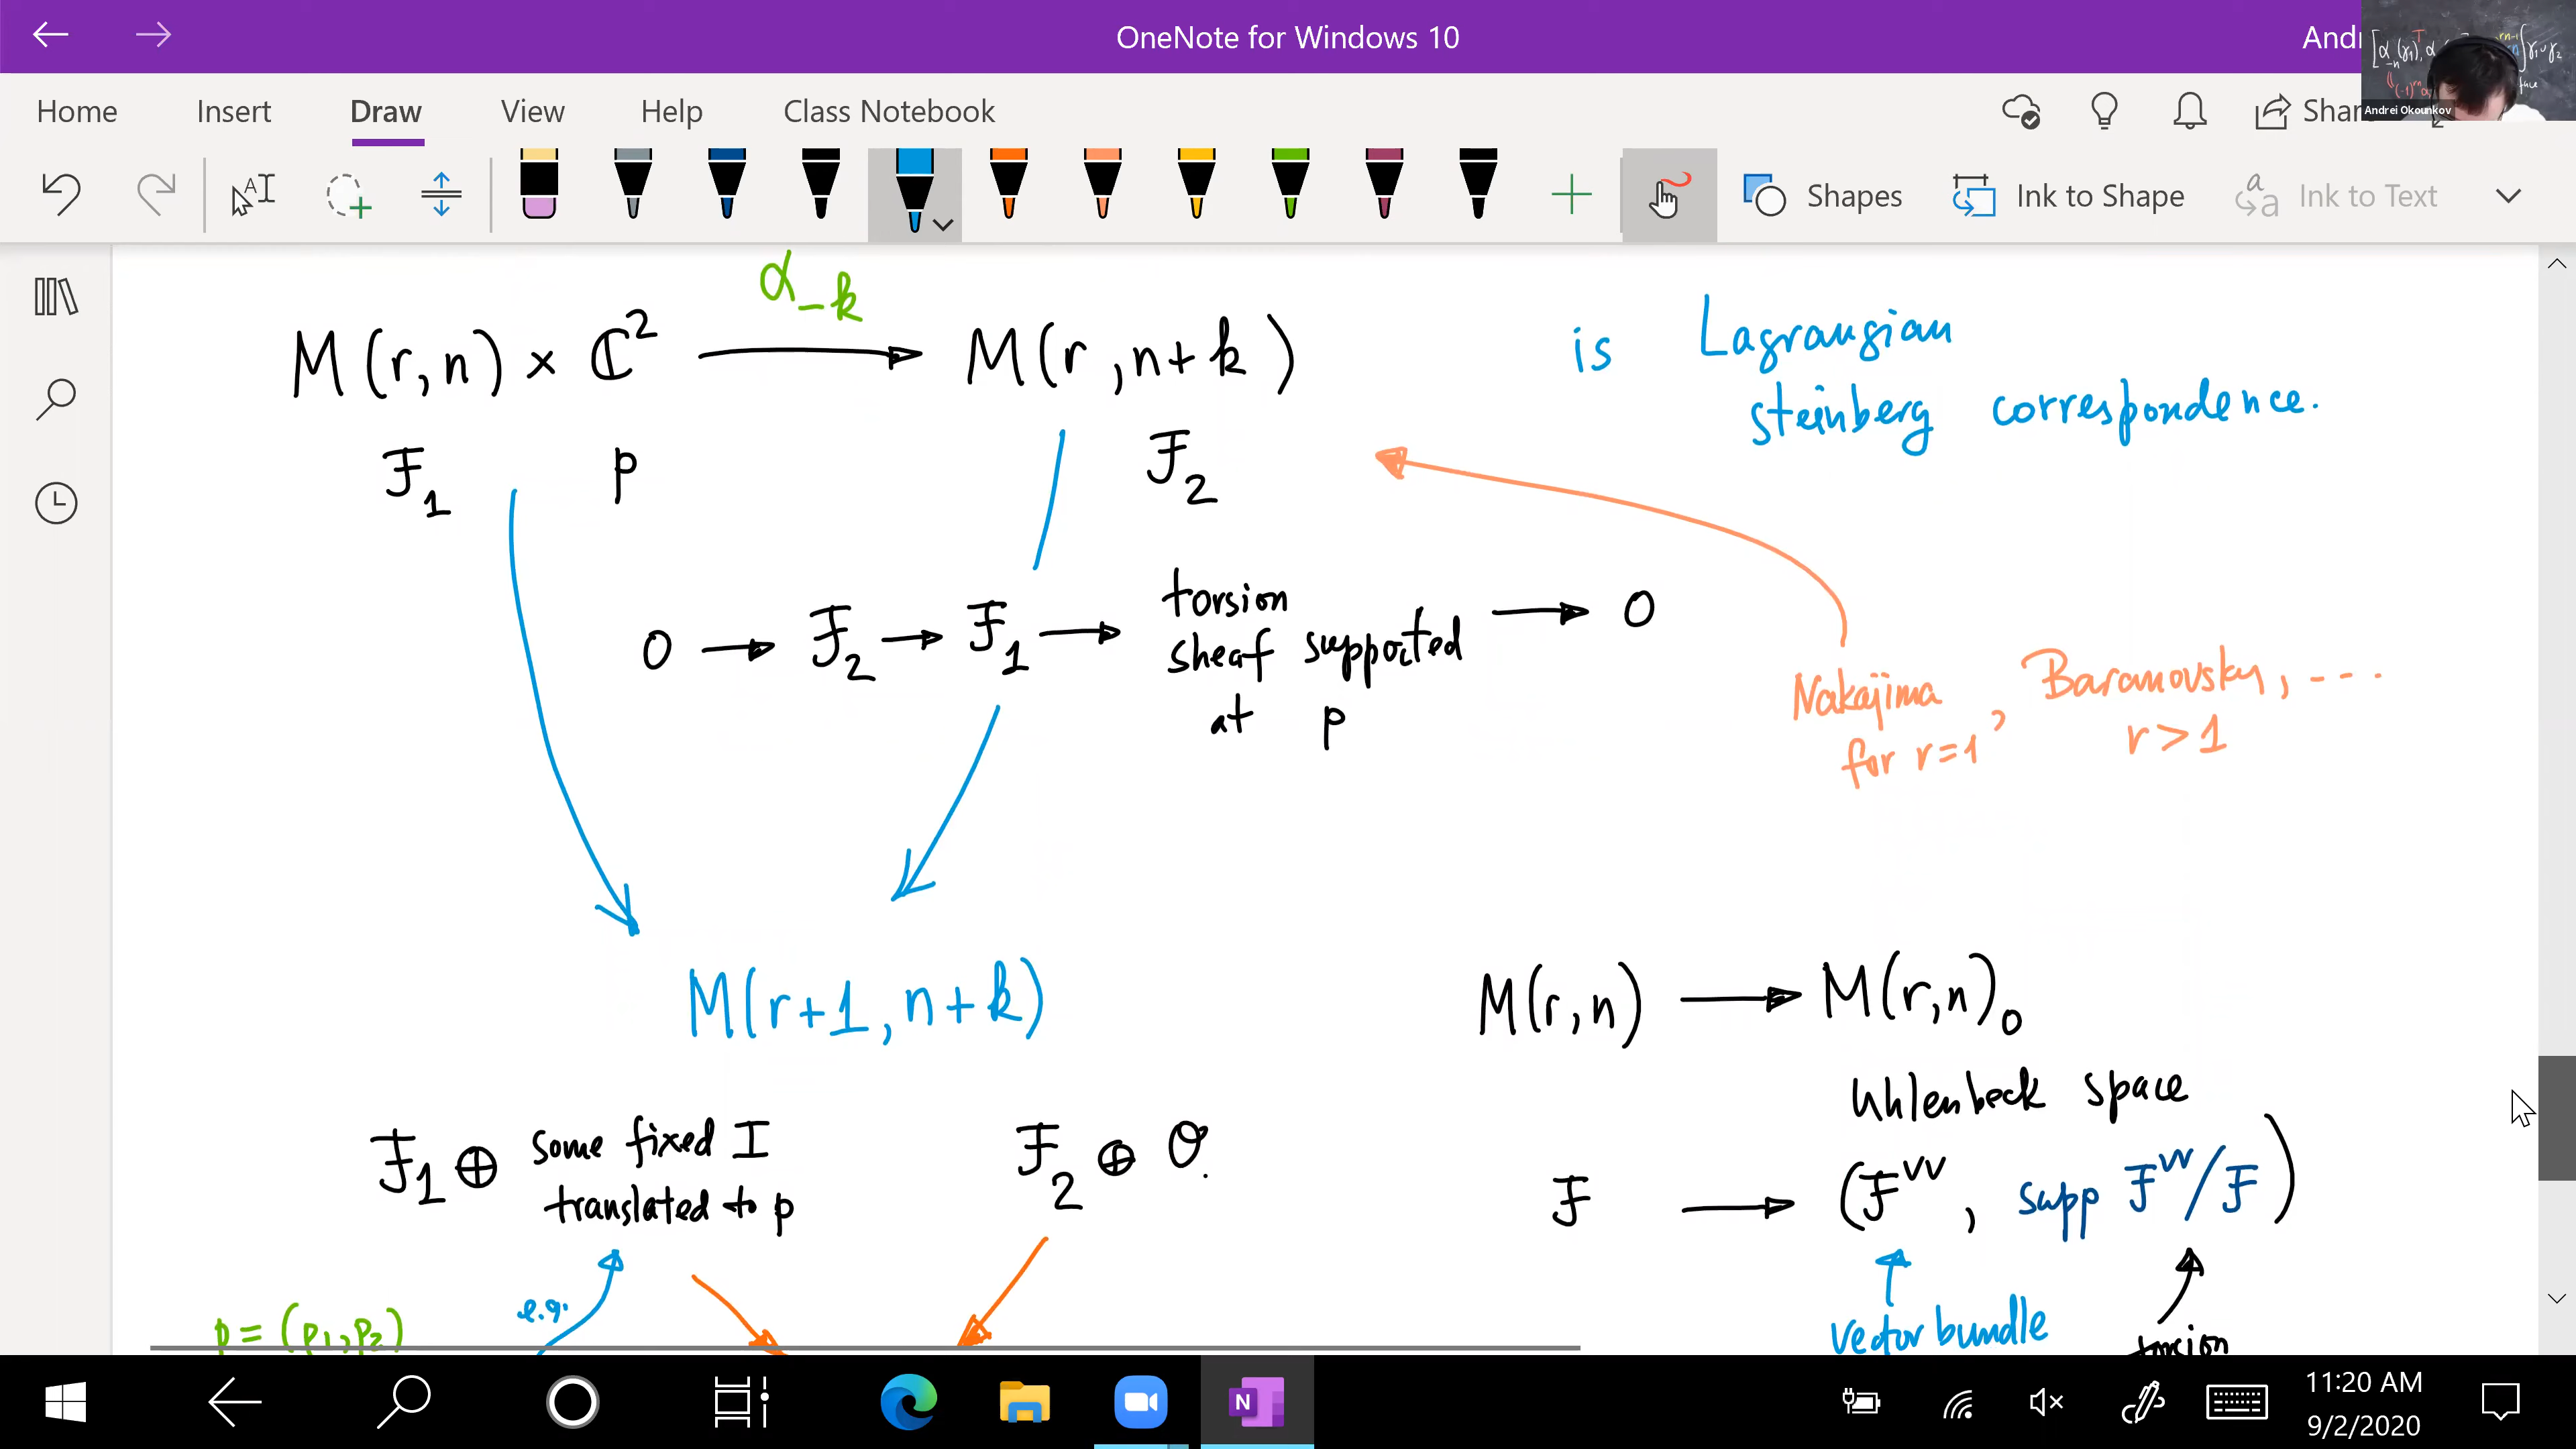 OneNote for Windows 10
Andrei Okounkov
Home Insert Draw View Help Class Notebook
Shapes Ink to Shape Ink to Text
α_{-k}
M(r,n) × ℂ² ⟶ M(r,n+k)
is Lagrangian
steinberg correspondence.
ℱ₁ p ℱ₂
0 → ℱ₂ → ℱ₁ → torsion
sheaf supported
at p
→ 0
Nakajima
for r=1,
Baranovsky, ....
r>1
M(r+1,n+k)
M(r,n) ⟶ M(r,n)₀
Uhlenbeck space
ℱ₁ ⊕ some fixed I
translated to p
ℱ₂ ⊕ 𝒪.
ℱ ⟶ (ℱ^{VV}, supp ℱ^{VV}/ℱ)
e.g.
p = (p₁,p₂)
vector bundle
torsion
11:20 AM
9/2/2020